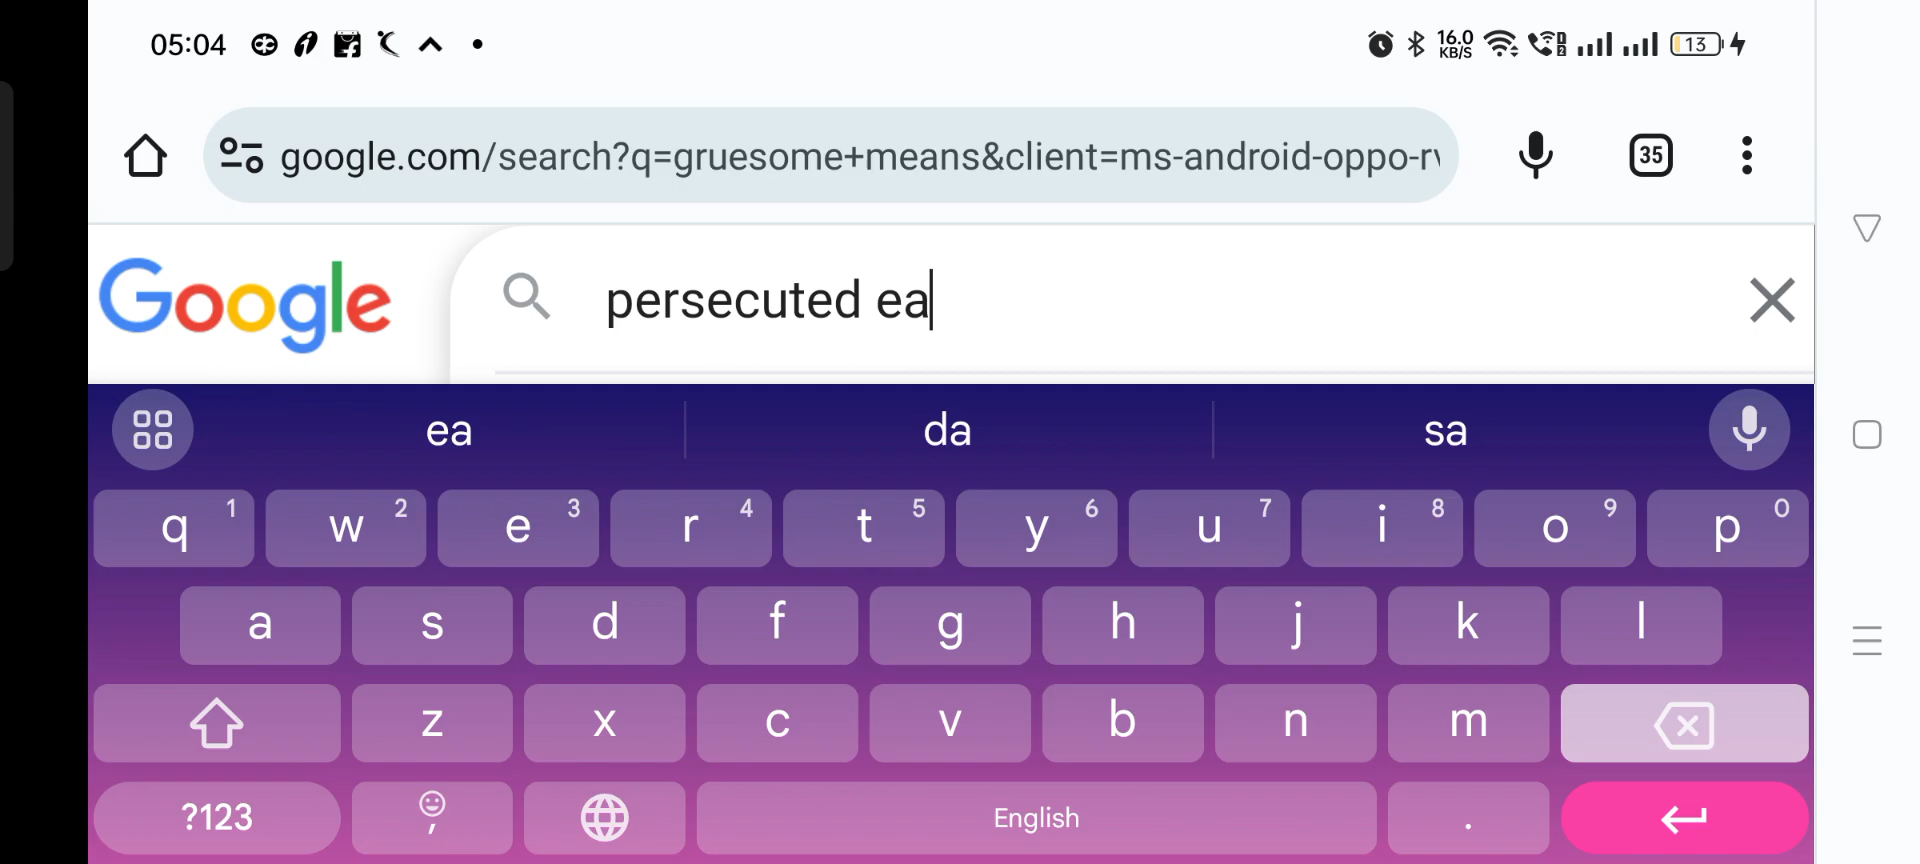 05:04 16.0 KB/S 13
google.com/search?q=gruesome+means&client=ms-android-oppo-rv 35
Google persecuted ea
ea da sa
q 1 w 2 e 3 r 4 t 5 y 6 u 7 i 8 o 9 p 0
a s d f g h j k l
z x c v b n m
?123 , English .